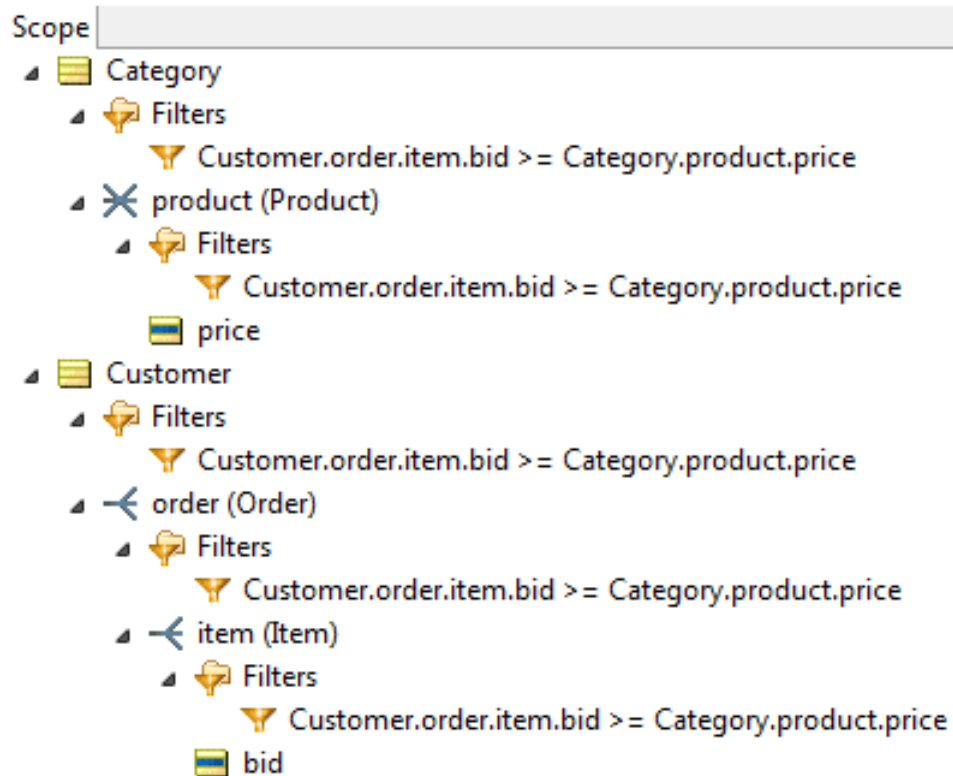 Scope
Category
Filters
Customer.order.item.bid >= Category.product.price
product (Product)
Filters
Customer.order.item.bid >= Category.product.price
price
Customer
Filters
Customer.order.item.bid >= Category.product.price
order (Order)
Filters
Customer.order.item.bid >= Category.product.price
item (Item)
Filters
Customer.order.item.bid >= Category.product.price
bid